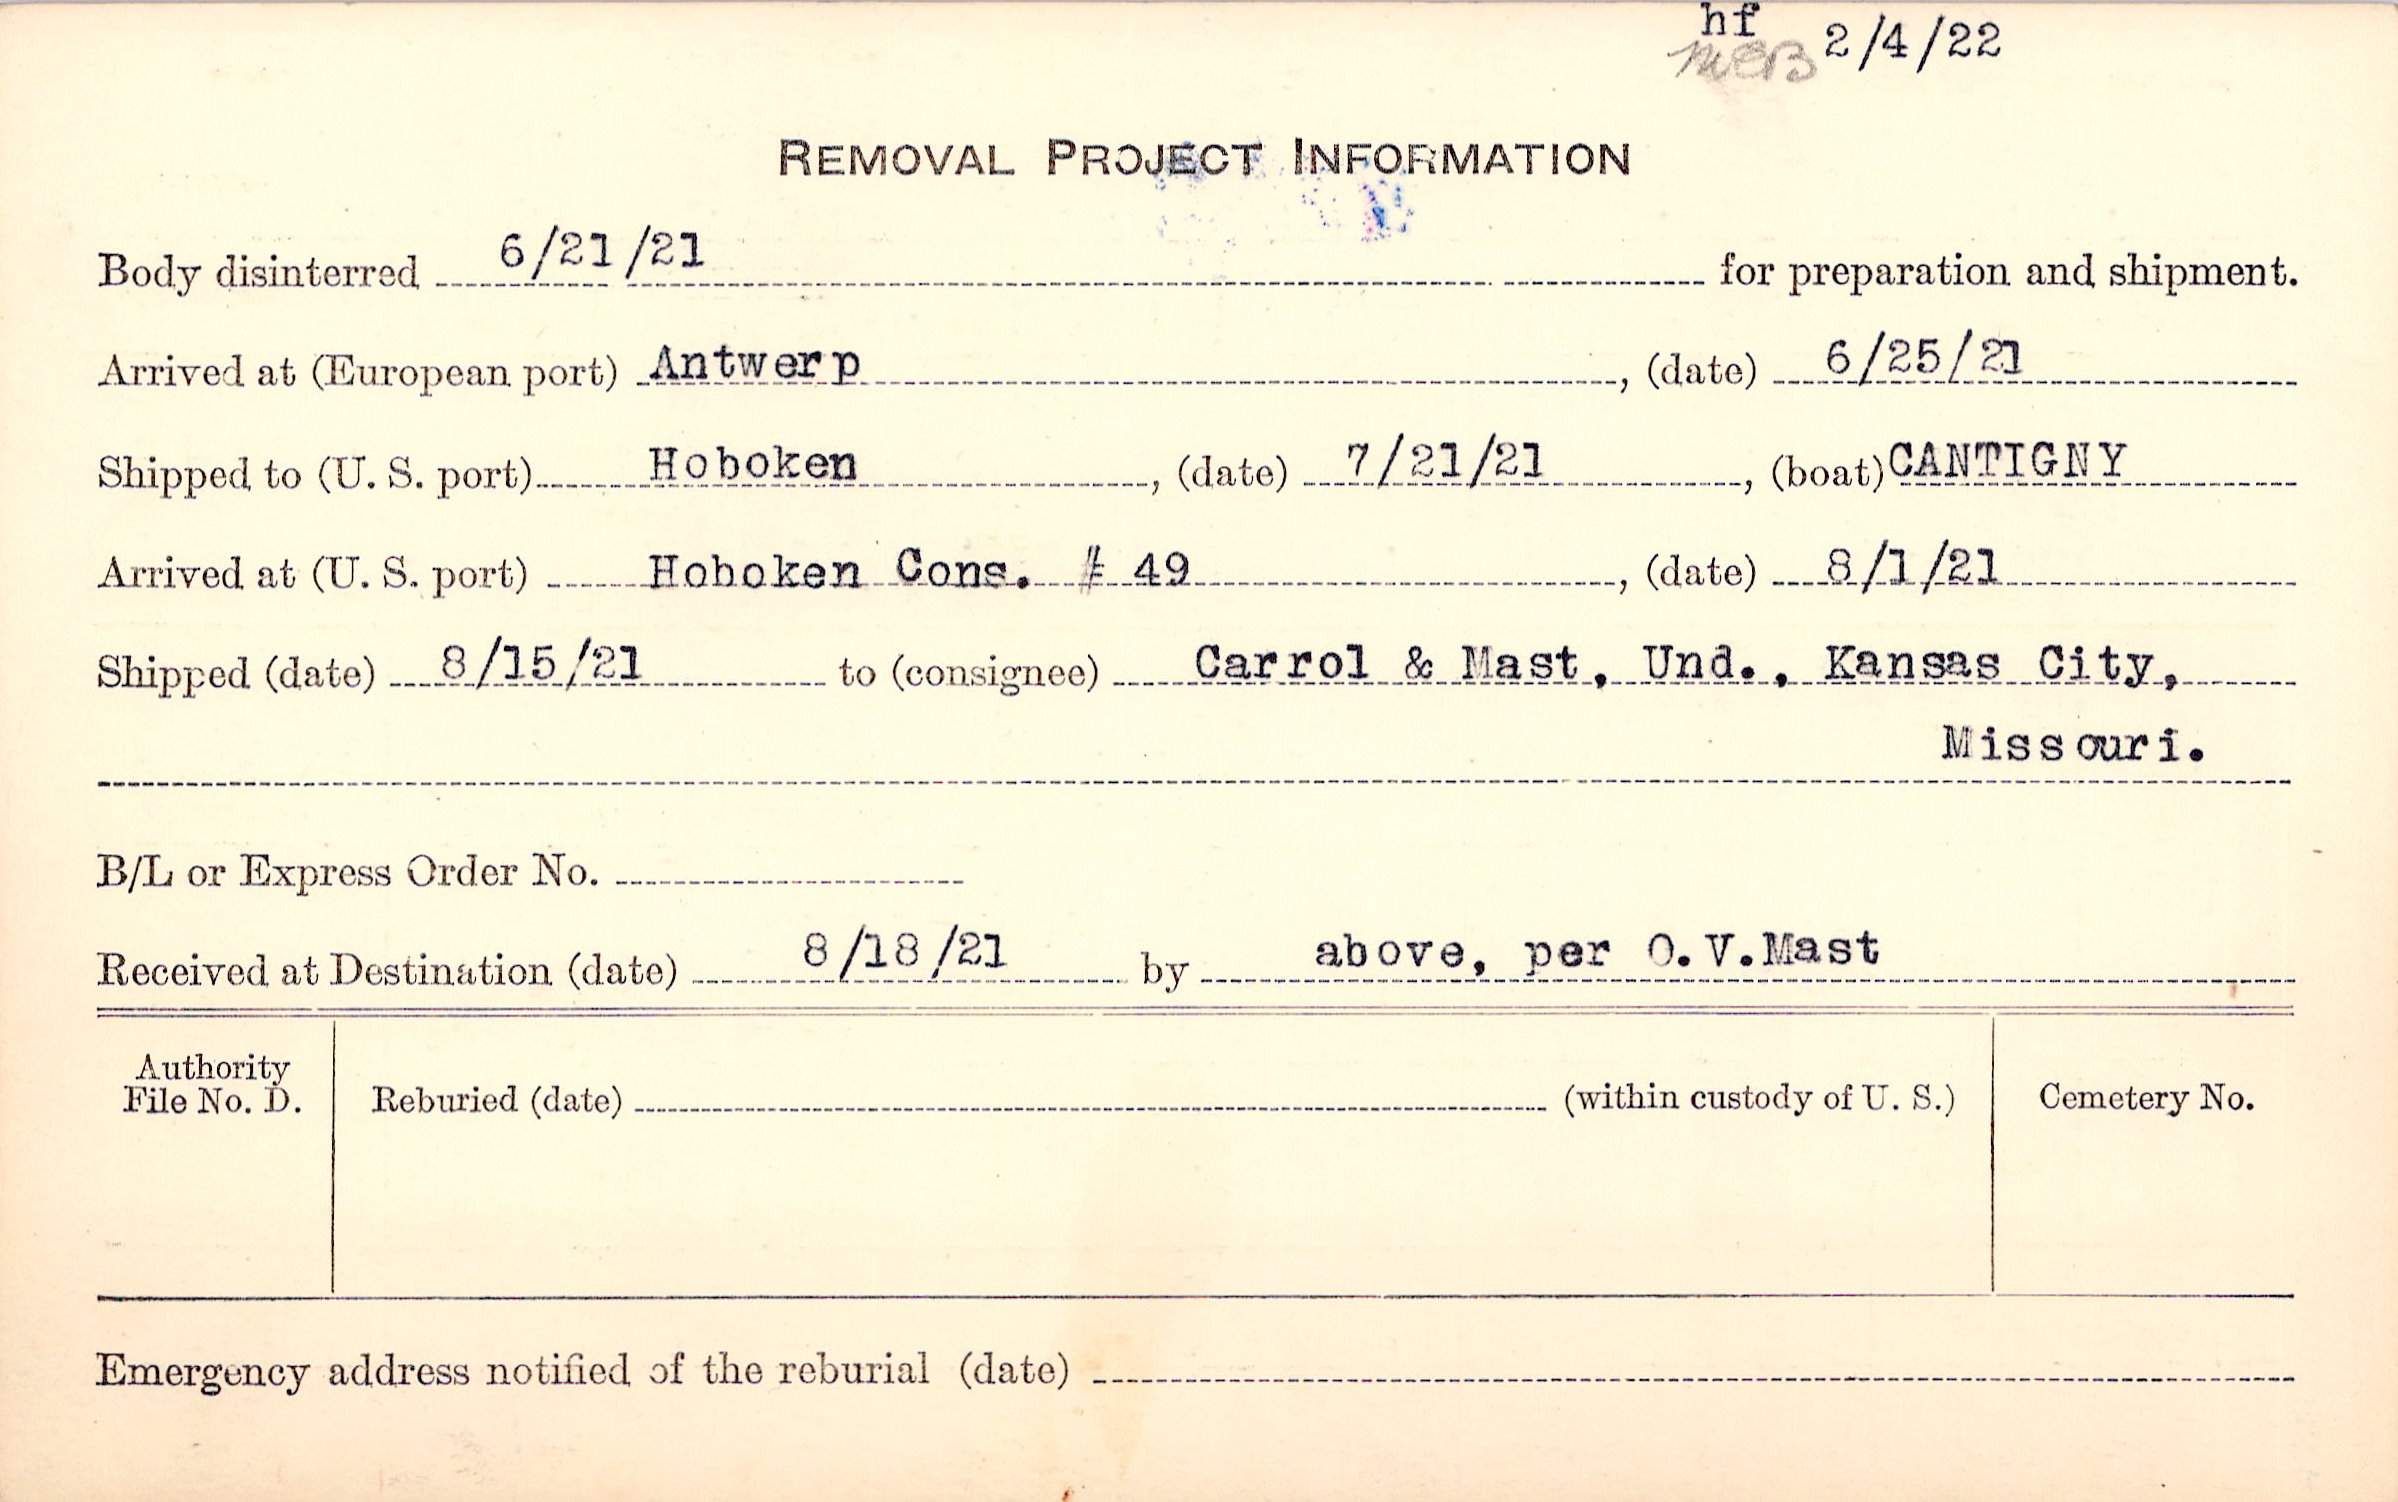 hf
MEB 2/4/22
REMOVAL PROJECT INFORMATION
Body disinterred 6/21/21 for preparation and shipment.
Arrived at (European port) Antwerp, (date) 6/25/21
Shipped to (U. S. port) Hoboken, (date) 7/21/21, (boat) CANTIGNY
Arrived at (U. S. port) Hoboken Cons. # 49, (date) 8/1/21
Shipped (date) 8/15/21 to (consignee) Carrol & Mast, Und., Kansas City,
Missouri.
B/L or Express Order No.
Received at Destination (date) 8/18/21 by above, per O.V.Mast
Authority
File No. D.
Reburied (date) (within custody of U. S.)
Cemetery No.
Emergency address notified of the reburial (date)